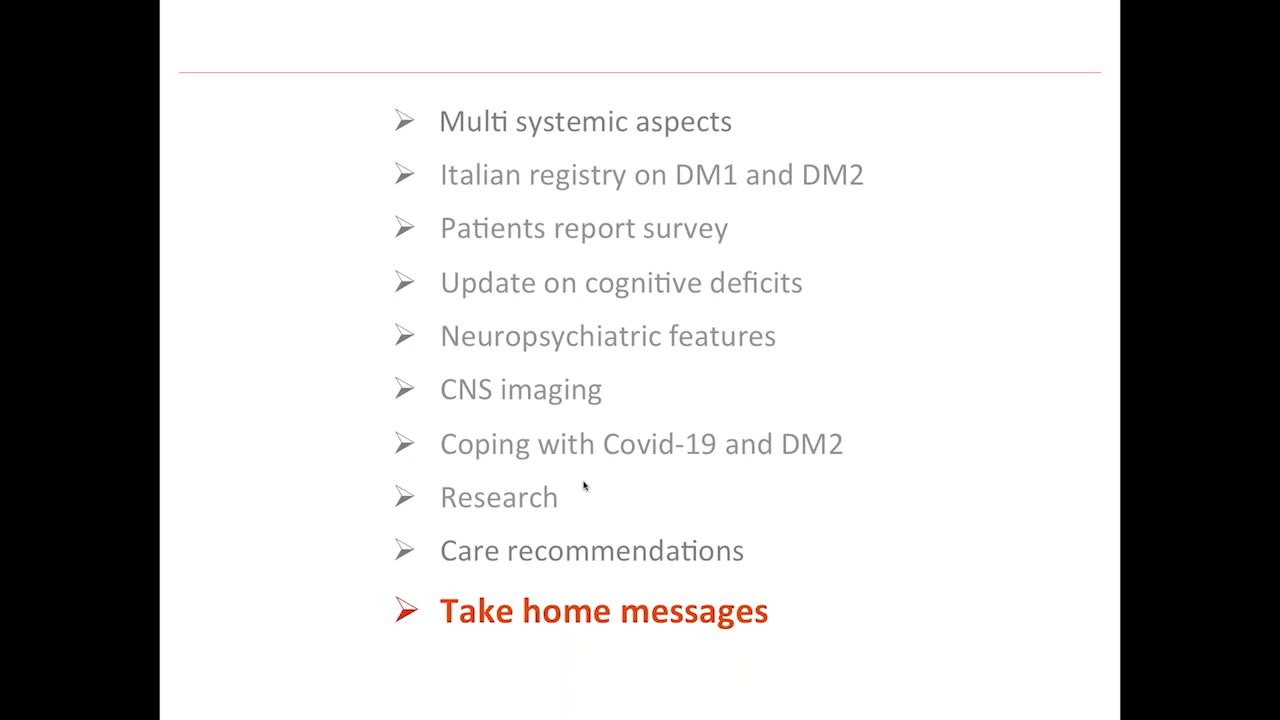 Multi systemic aspects
Italian registry on DM1 and DM2
Patients report survey
Update on cognitive deficits
Neuropsychiatric features
CNS imaging
Coping with Covid-19 and DM2
Research
Care recommendations
Take home messages